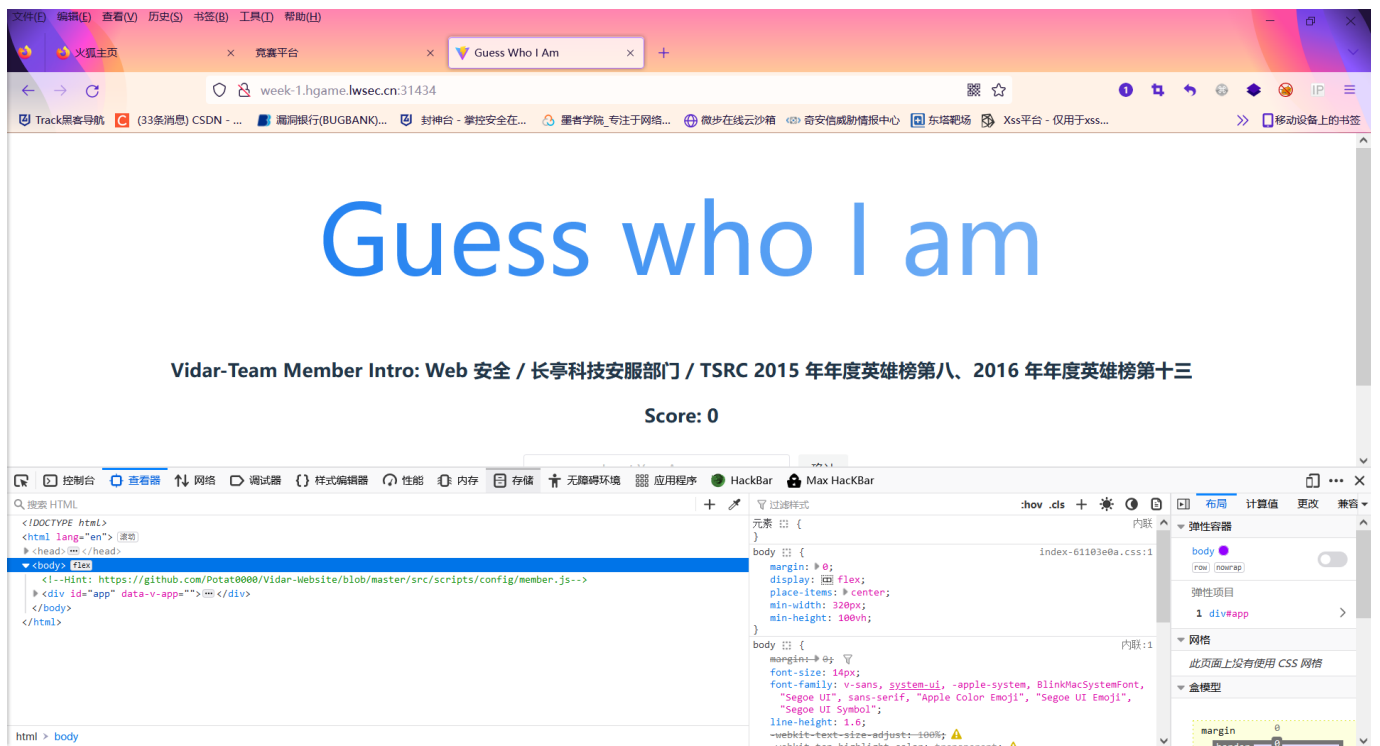 文件(F) 编辑(E) 查看(V) 历史(S) 书签(B) 工具(T) 帮助(H)
火狐主页 × 竞赛平台 × Guess Who I Am × +
week-1.hgame.lwsec.cn:31434
Track黑客导航 (33条消息) CSDN - ... 漏洞银行(BUGBANK)... 封神台 - 掌控安全在... 墨者学院_专注于网络... 微步在线云沙箱 奇安信威胁情报中心 东塔靶场 Xss平台 - 仅用于xss... 移动设备上的书签
Guess who I am
Vidar-Team Member Intro: Web 安全 / 长亭科技安服部门 / TSRC 2015 年年度英雄榜第八、2016 年年度英雄榜第十三
Score: 0
控制台 查看器 网络 调试器 {} 样式编辑器 性能 内存 存储 无障碍环境 应用程序 HackBar Max HacKBar
搜索 HTML
<!DOCTYPE html>
<html lang="en"> 滚动
<head> ... </head>
<body> flex
<!--Hint: https://github.com/Potat0000/Vidar-Website/blob/master/src/scripts/config/member.js-->
<div id="app" data-v-app=""> ... </div>
</body>
</html>
html > body
过滤样式 :hov .cls +
元素 { 内联
}
body { index-61103e0a.css:1
margin: 0;
display: flex;
place-items: center;
min-width: 320px;
min-height: 100vh;
}
body { 内联:1
margin: 0;
font-size: 14px;
font-family: v-sans, system-ui, -apple-system, BlinkMacSystemFont,
"Segoe UI", sans-serif, "Apple Color Emoji", "Segoe UI Emoji",
"Segoe UI Symbol";
line-height: 1.6;
-webkit-text-size-adjust: 100%;
布局 计算值 更改 兼容
弹性容器
body
row nowrap
弹性项目
1 div#app
网格
此页面上没有使用 CSS 网格
盒模型
margin 0